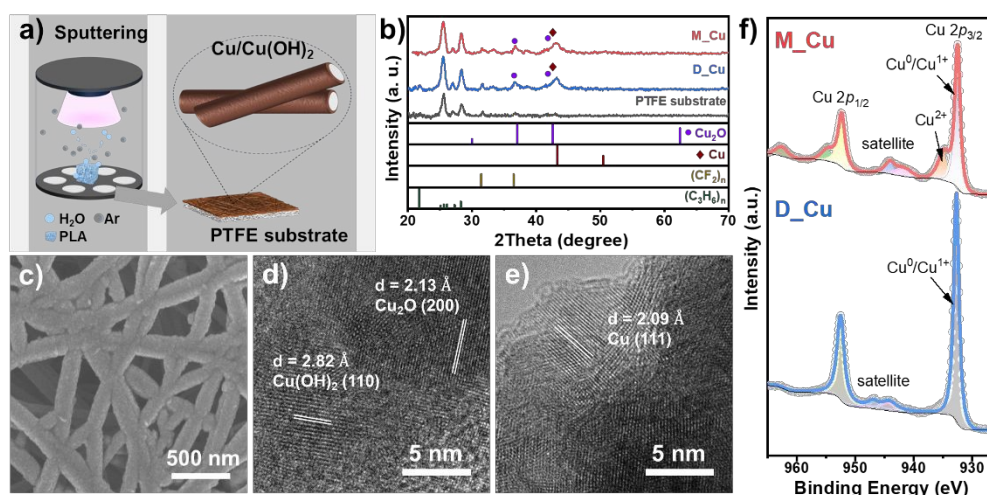 a)
Sputtering
Cu/Cu(OH)₂
H₂O
Ar
PLA
PTFE substrate
b)
Intensity (a. u.)
M_Cu
D_Cu
PTFE substrate
Cu₂O
Cu
(CF₂)ₙ
(C₃H₆)ₙ
20 30 40 50 60 70
2Theta (degree)
c)
500 nm
d)
d = 2.13 Å
Cu₂O (200)
d = 2.82 Å
Cu(OH)₂ (110)
5 nm
e)
d = 2.09 Å
Cu (111)
5 nm
f)
Intensity (a.u.)
M_Cu
Cu 2p₃/₂
Cu⁰/Cu¹⁺
Cu 2p₁/₂
Cu²⁺
satellite
D_Cu
Cu⁰/Cu¹⁺
satellite
960 950 940 930
Binding Energy (eV)